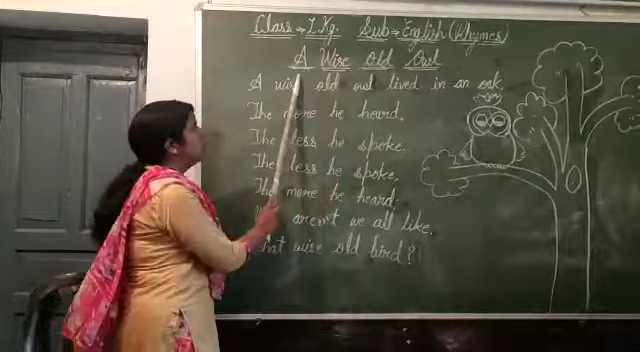 Class → L.Kg. Sub → English (Rhymes)
A Wise Old Owl
A wise old owl lived in an oak,
The more he heard,
The less he spoke.
The less he spoke,
The more he heard.
aren't we all like,
that wise old bird?